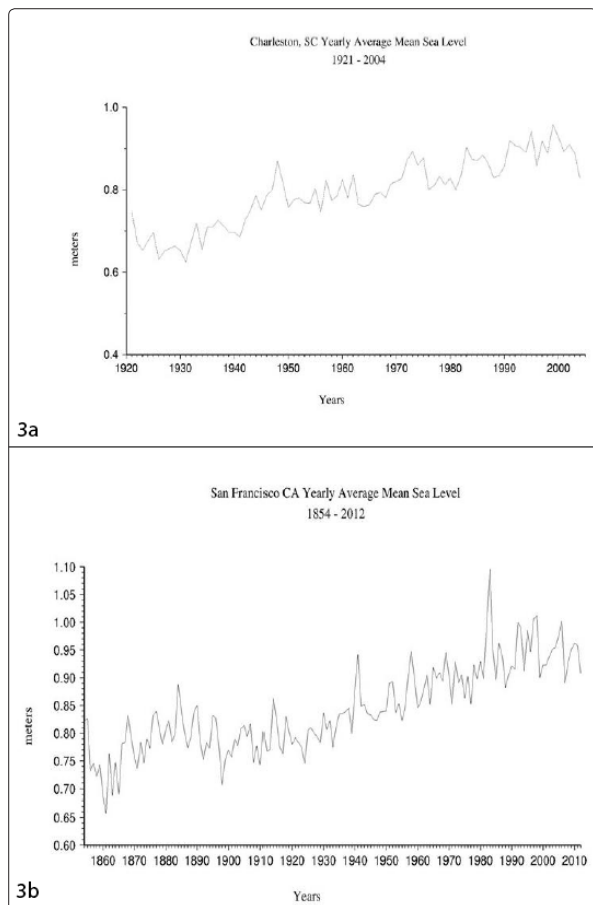 Charleston, SC Yearly Average Mean Sea Level
1921 - 2004
1.0
0.8
meters
0.6
0.4
1920 1930 1940 1950 1960 1970 1980 1990 2000
Years
3a
San Francisco CA Yearly Average Mean Sea Level
1854 - 2012
1.10
1.05
1.00
0.95
0.90
0.85
meters
0.80
0.75
0.70
0.65
0.60
1860 1870 1880 1890 1900 1910 1920 1930 1940 1950 1960 1970 1980 1990 2000 2010
3b
Years